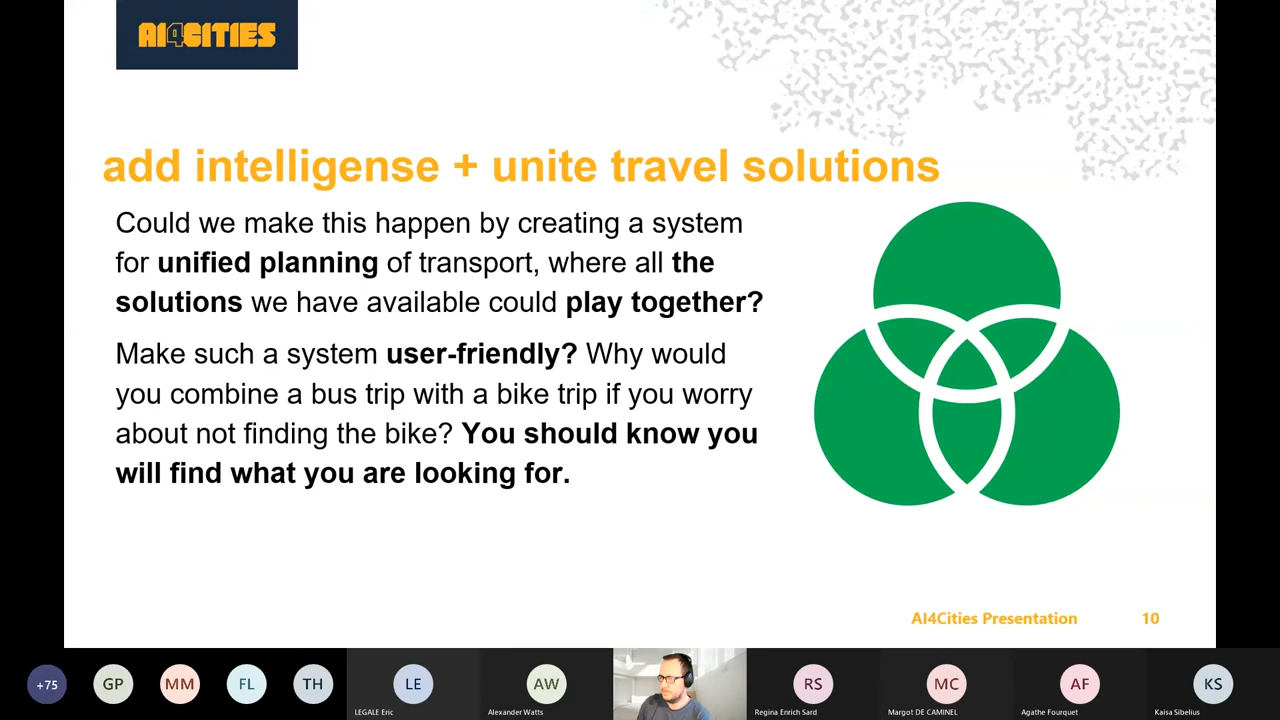 AI4CITIES
add intelligense + unite travel solutions
Could we make this happen by creating a system
for unified planning of transport, where all the
solutions we have available could play together?
Make such a system user-friendly? Why would
you combine a bus trip with a bike trip if you worry
about not finding the bike? You should know you
will find what you are looking for.
AI4Cities Presentation 10
+75 GP MM FL TH LE AW RS MC AF KS
LEGALE Eric Alexander Watts Regina Enrich Sard Margot DE CAMINEL Agathe Fourquet Kaisa Sibelius